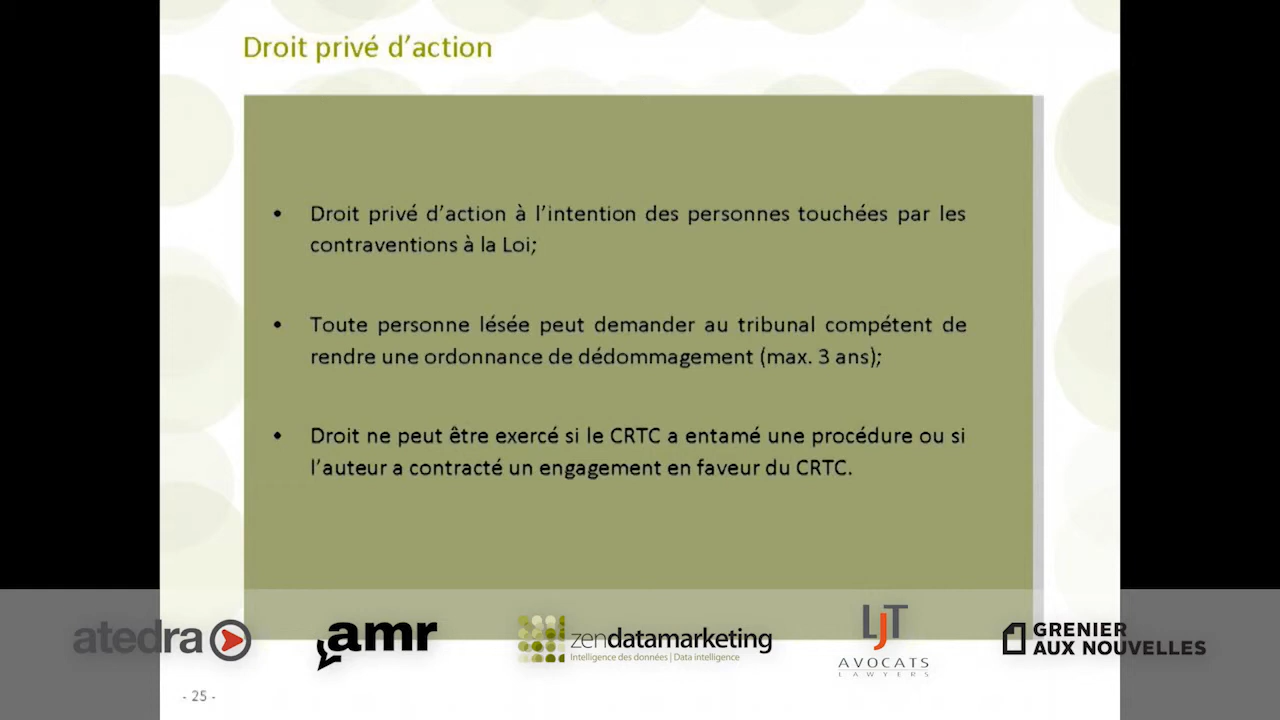 Droit privé d'action
• Droit privé d'action à l'intention des personnes touchées par les
contraventions à la Loi;
• Toute personne lésée peut demander au tribunal compétent de
rendre une ordonnance de dédommagement (max. 3 ans);
• Droit ne peut être exercé si le CRTC a entamé une procédure ou si
l'auteur a contracté un engagement en faveur du CRTC.
atedra
amr
zendatamarketing
Intelligence des données | Data intelligence
LJT
AVOCATS
LAWYERS
GRENIER
AUX NOUVELLES
- 25 -